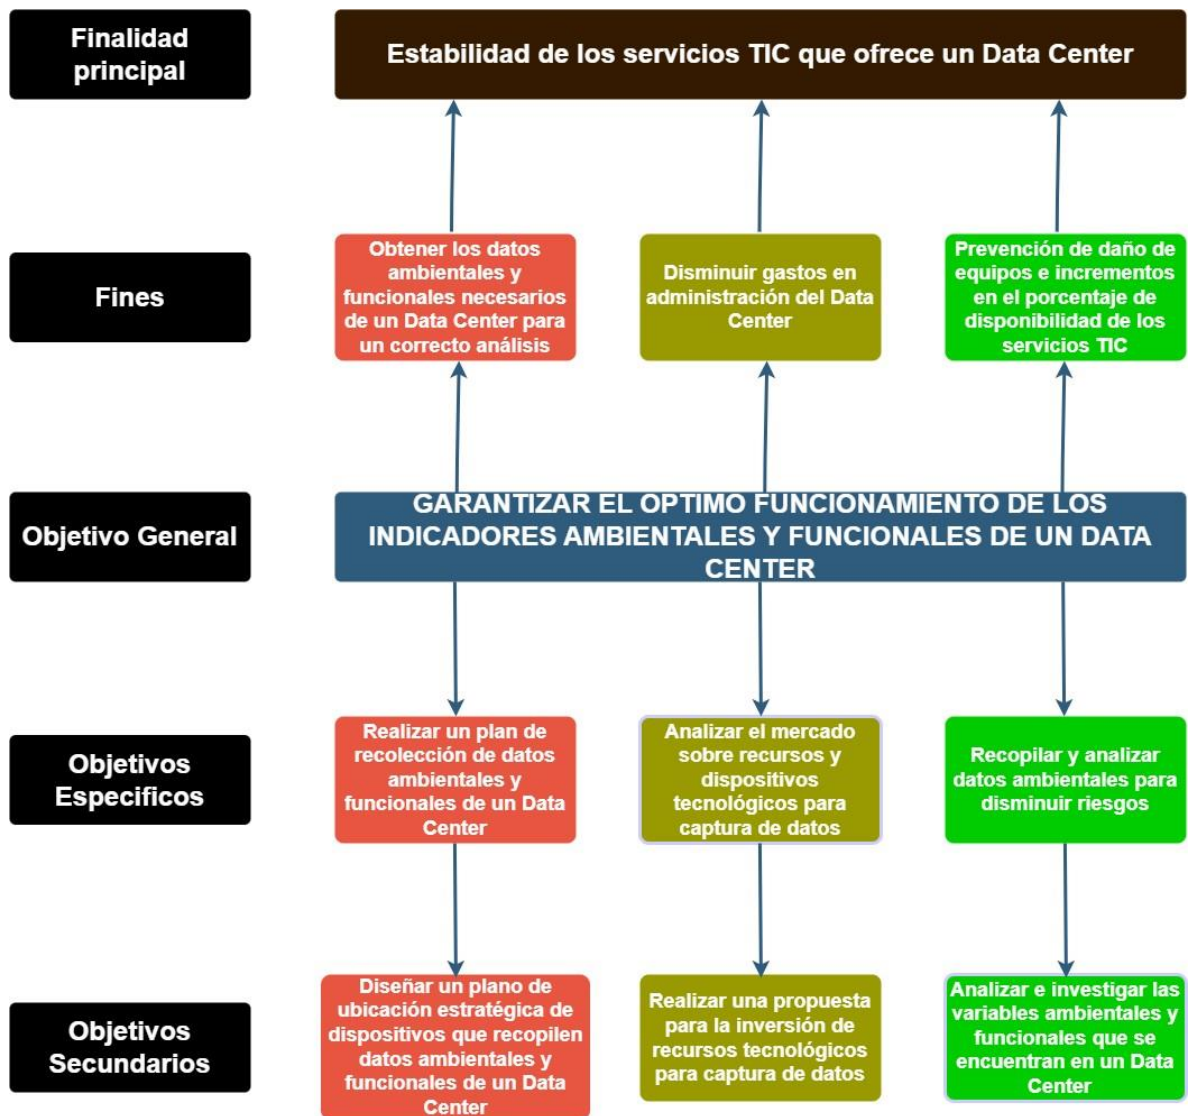 Finalidad
principal
Estabilidad de los servicios TIC que ofrece un Data Center
Fines
Obtener los datos
ambientales y
funcionales necesarios
de un Data Center para
un correcto análisis
Disminuir gastos en
administración del Data
Center
Prevención de daño de
equipos e incrementos
en el porcentaje de
disponibilidad de los
servicios TIC
Objetivo General
GARANTIZAR EL OPTIMO FUNCIONAMIENTO DE LOS
INDICADORES AMBIENTALES Y FUNCIONALES DE UN DATA
CENTER
Objetivos
Especificos
Realizar un plan de
recolección de datos
ambientales y
funcionales de un Data
Center
Analizar el mercado
sobre recursos y
dispositivos
tecnológicos para
captura de datos
Recopilar y analizar
datos ambientales para
disminuir riesgos
Objetivos
Secundarios
Diseñar un plano de
ubicación estratégica de
dispositivos que recopilen
datos ambientales y
funcionales de un Data
Center
Realizar una propuesta
para la inversión de
recursos tecnológicos
para captura de datos
Analizar e investigar las
variables ambientales y
funcionales que se
encuentran en un Data
Center